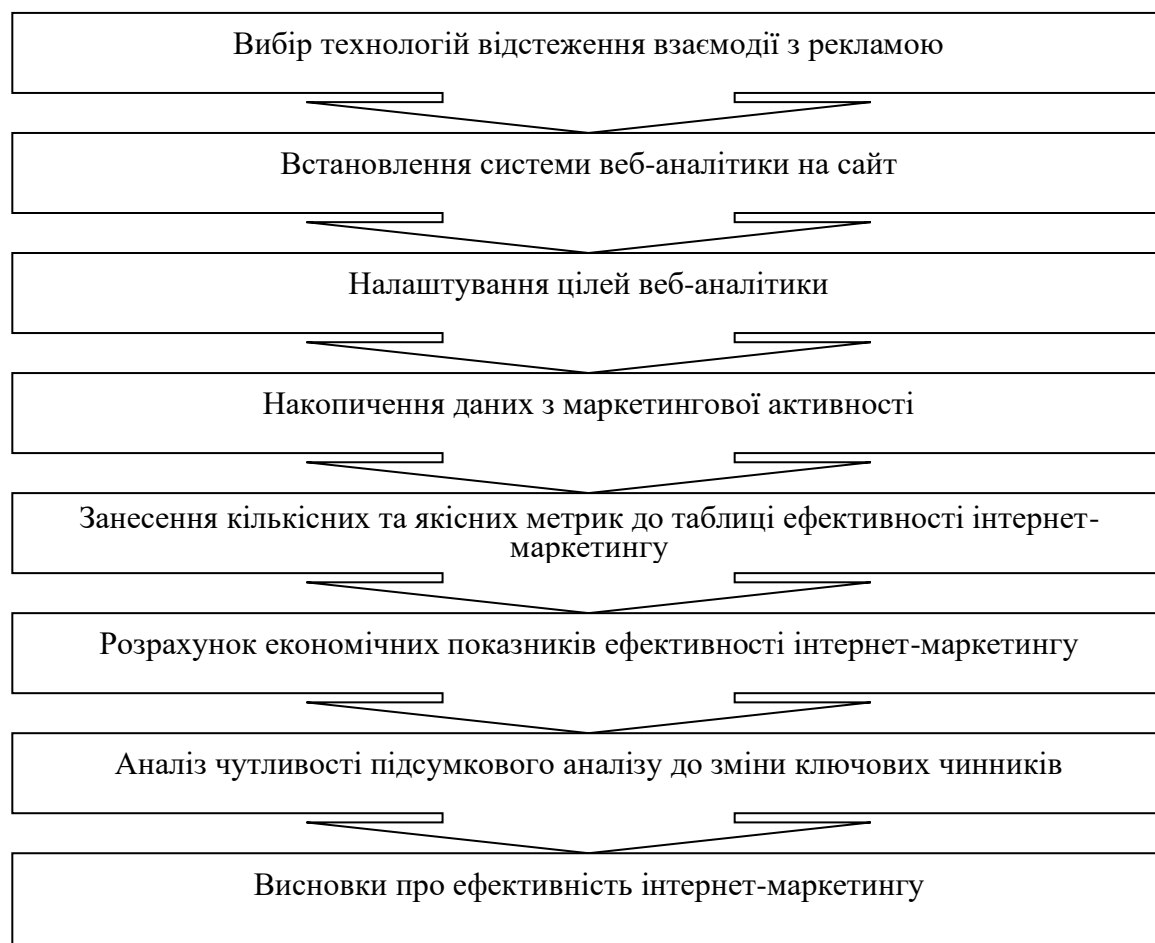 Вибір технологій відстеження взаємодії з рекламою
Встановлення системи веб-аналітики на сайт
Налаштування цілей веб-аналітики
Накопичення даних з маркетингової активності
Занесення кількісних та якісних метрик до таблиці ефективності інтернет-
маркетингу
Розрахунок економічних показників ефективності інтернет-маркетингу
Аналіз чутливості підсумкового аналізу до зміни ключових чинників
Висновки про ефективність інтернет-маркетингу